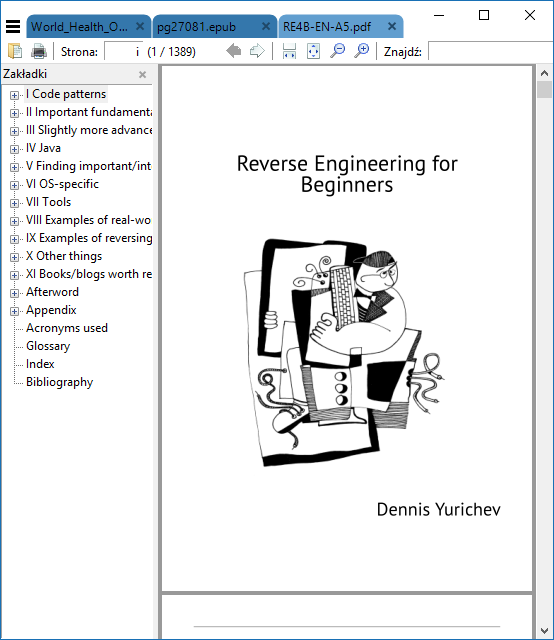 World_Health_O...
pg27081.epub
RE4B-EN-A5.pdf
Strona:
i
(1 / 1389)
Znajdź:
Zakładki
I Code patterns
II Important fundamenta
III Slightly more advance
IV Java
V Finding important/int
VI OS-specific
VII Tools
VIII Examples of real-wo
IX Examples of reversing
X Other things
XI Books/blogs worth re
Afterword
Appendix
Acronyms used
Glossary
Index
Bibliography
Reverse Engineering for
Beginners
Dennis Yurichev